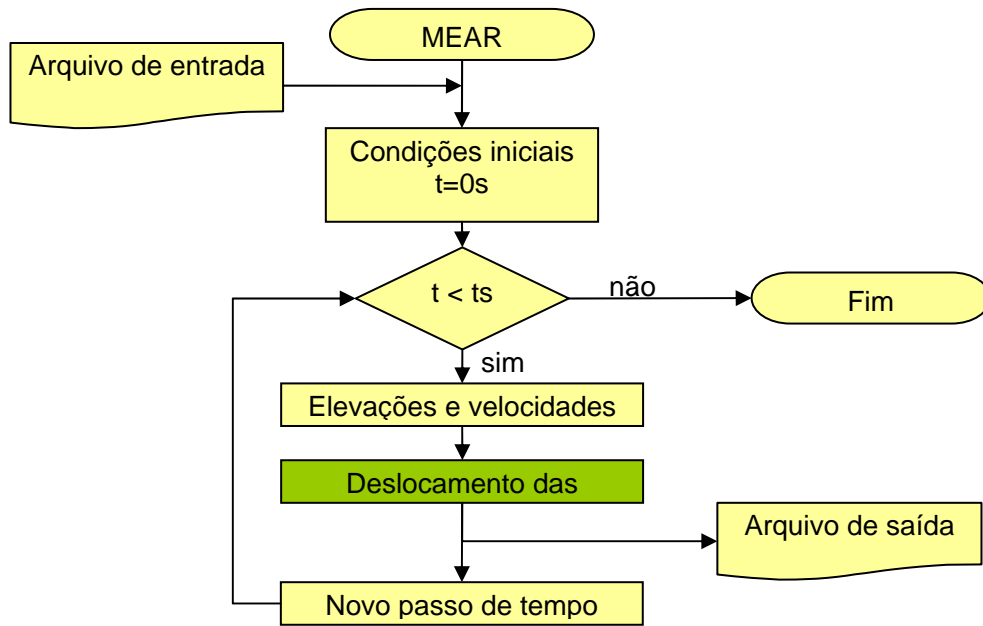 MEAR
Arquivo de entrada
Condições iniciais
t=0s
t < ts
não
Fim
sim
Elevações e velocidades
Deslocamento das
Arquivo de saída
Novo passo de tempo